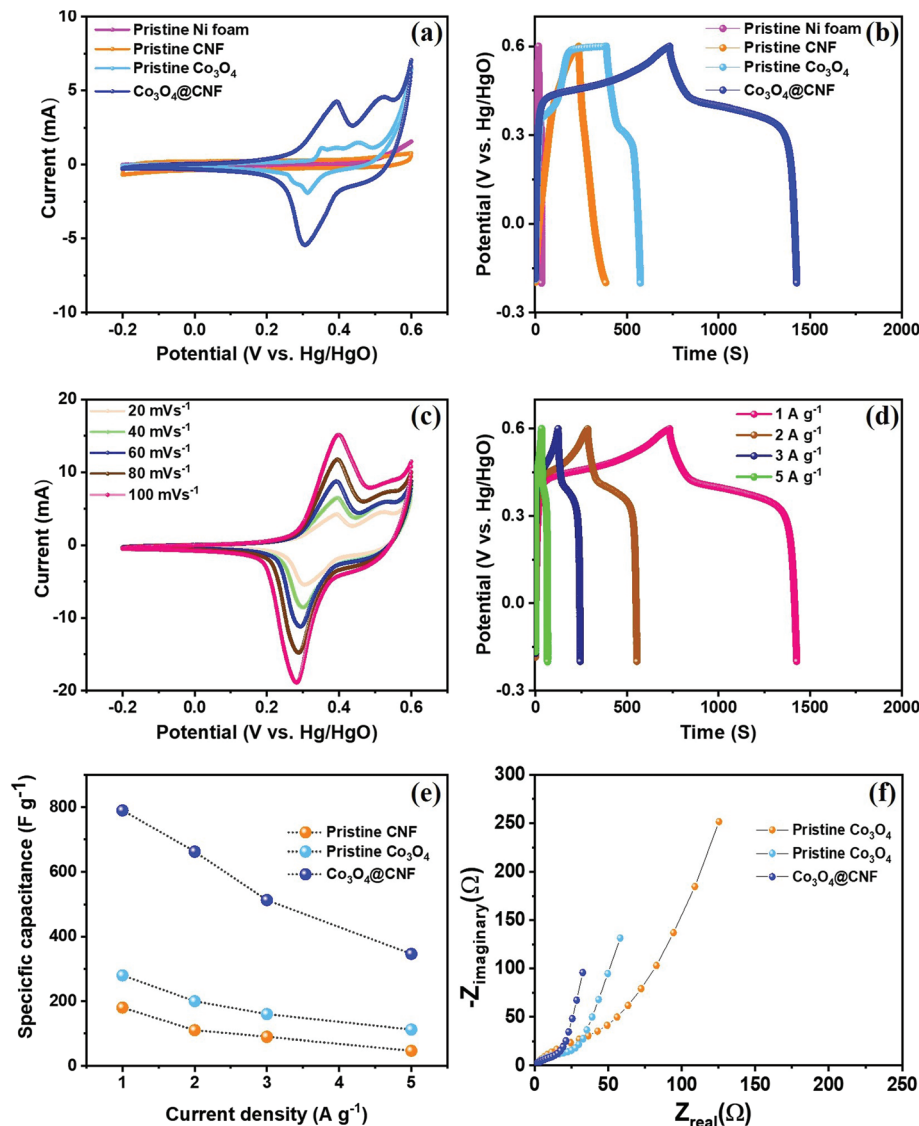 (a)
Pristine Ni foam
Pristine CNF
Pristine Co₃O₄
Co₃O₄@CNF
10
5
0
-5
-10
Current (mA)
-0.2 0.0 0.2 0.4 0.6
Potential (V vs. Hg/HgO)
(b)
Pristine Ni foam
Pristine CNF
Pristine Co₃O₄
Co₃O₄@CNF
0.6
0.3
0.0
-0.3
Potential (V vs. Hg/HgO)
0 500 1000 1500 2000
Time (S)
(c)
20 mVs⁻¹
40 mVs⁻¹
60 mVs⁻¹
80 mVs⁻¹
100 mVs⁻¹
20
10
0
-10
-20
Current (mA)
-0.2 0.0 0.2 0.4 0.6
Potential (V vs. Hg/HgO)
(d)
1 A g⁻¹
2 A g⁻¹
3 A g⁻¹
5 A g⁻¹
0.6
0.3
0.0
-0.3
Potential (V vs. Hg/HgO)
0 500 1000 1500 2000
Time (S)
(e)
Pristine CNF
Pristine Co₃O₄
Co₃O₄@CNF
800
600
400
200
0
Specicfic capacitance (F g⁻¹)
1 2 3 4 5
Current density (A g⁻¹)
(f)
Pristine Co₃O₄
Pristine Co₃O₄
Co₃O₄@CNF
300
250
200
150
100
50
0
-Zimaginary(Ω)
0 50 100 150 200 250
Zreal(Ω)